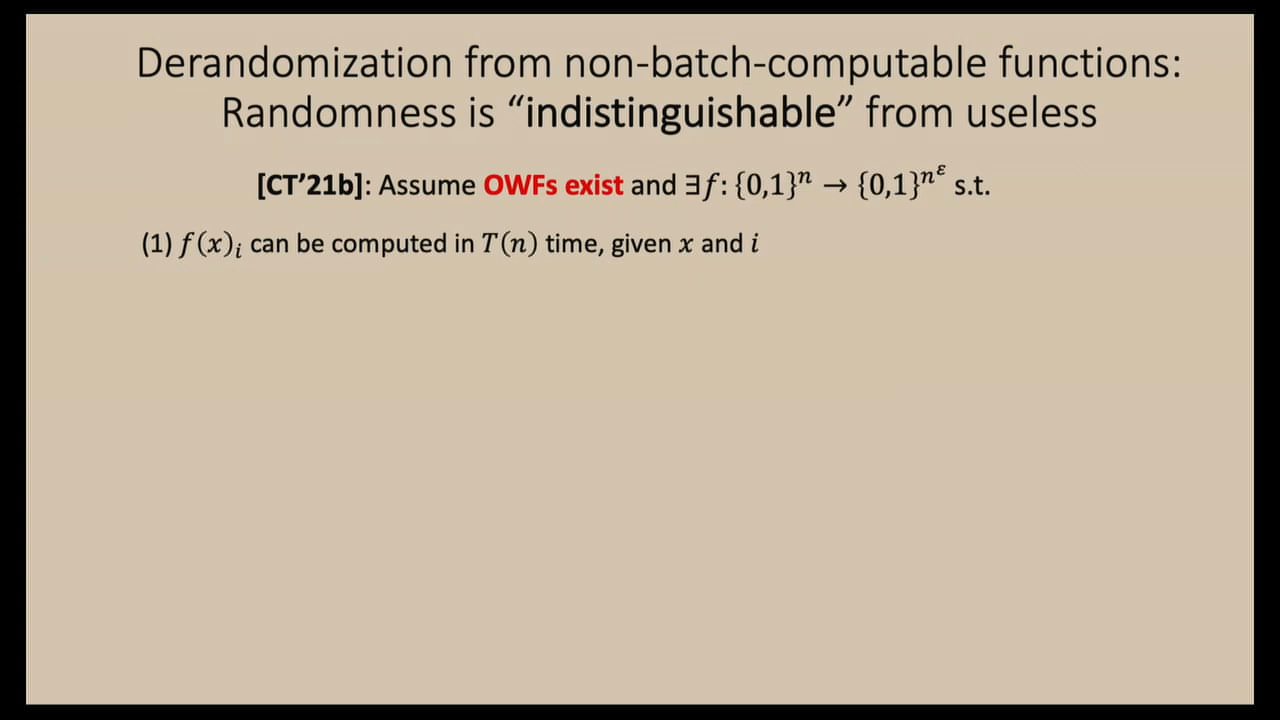 Derandomization from non-batch-computable functions:
Randomness is “indistinguishable” from useless
[CT’21b]: Assume OWFs exist and ∃f: {0,1}ⁿ → {0,1}^{n^ε} s.t.
(1) f(x)ᵢ can be computed in T(n) time, given x and i